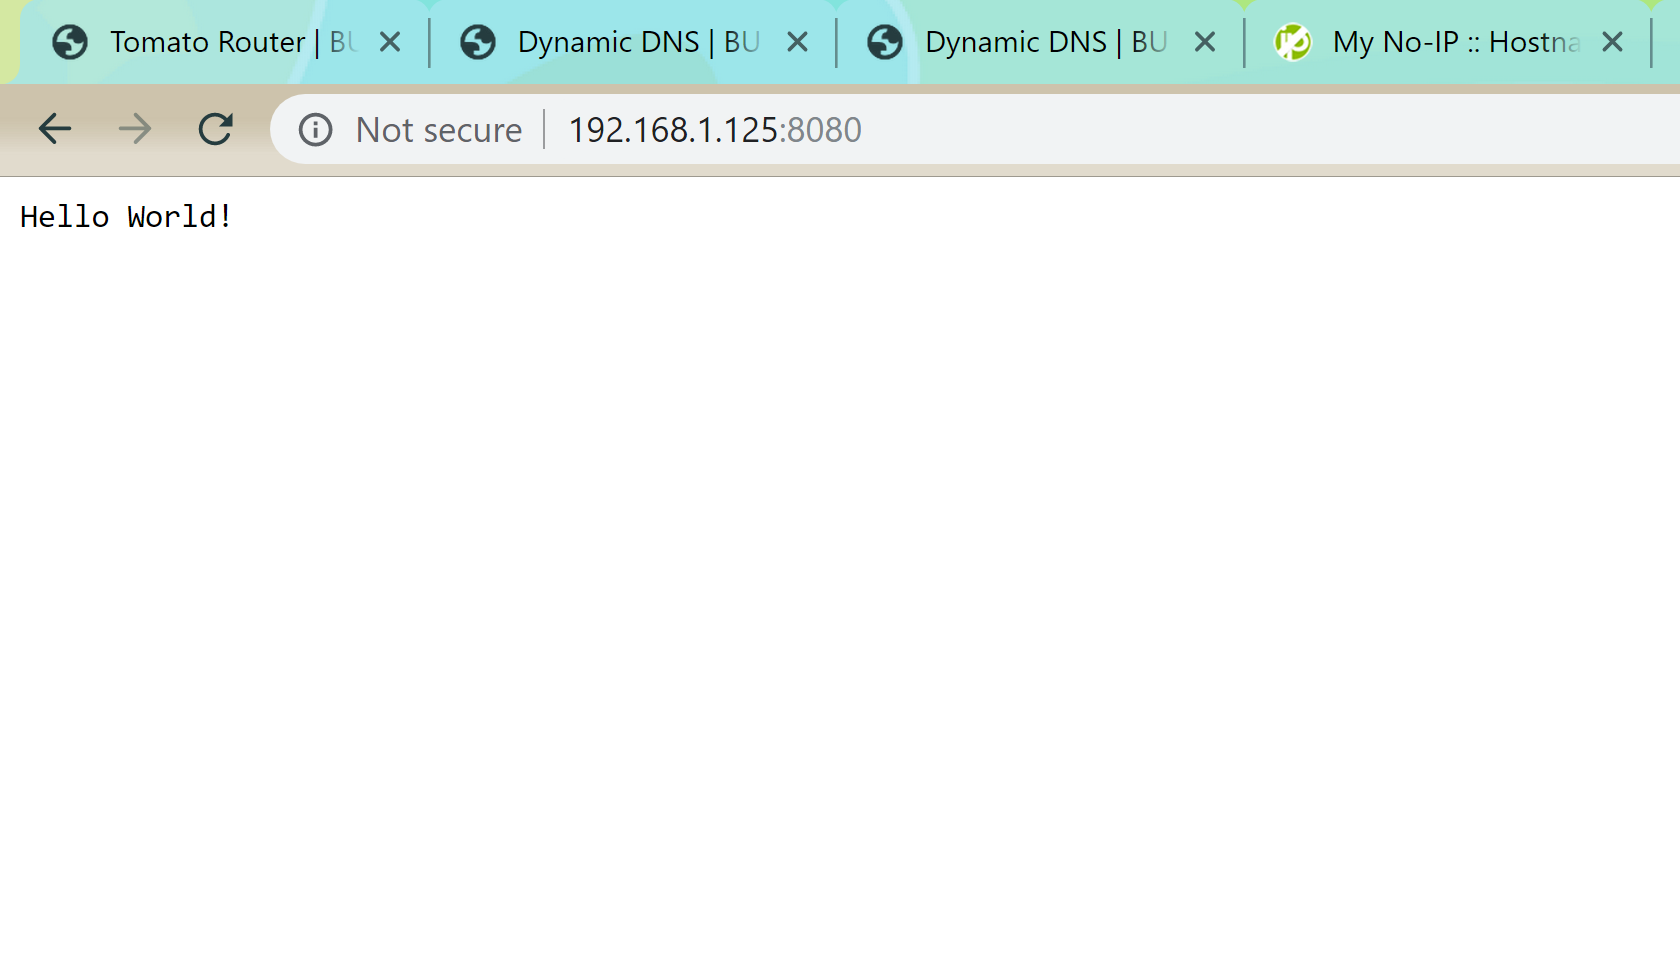 Tomato Router | BU
Dynamic DNS | BU
Dynamic DNS | BU
My No-IP :: Hostna
Not secure
192.168.1.125:8080
Hello World!